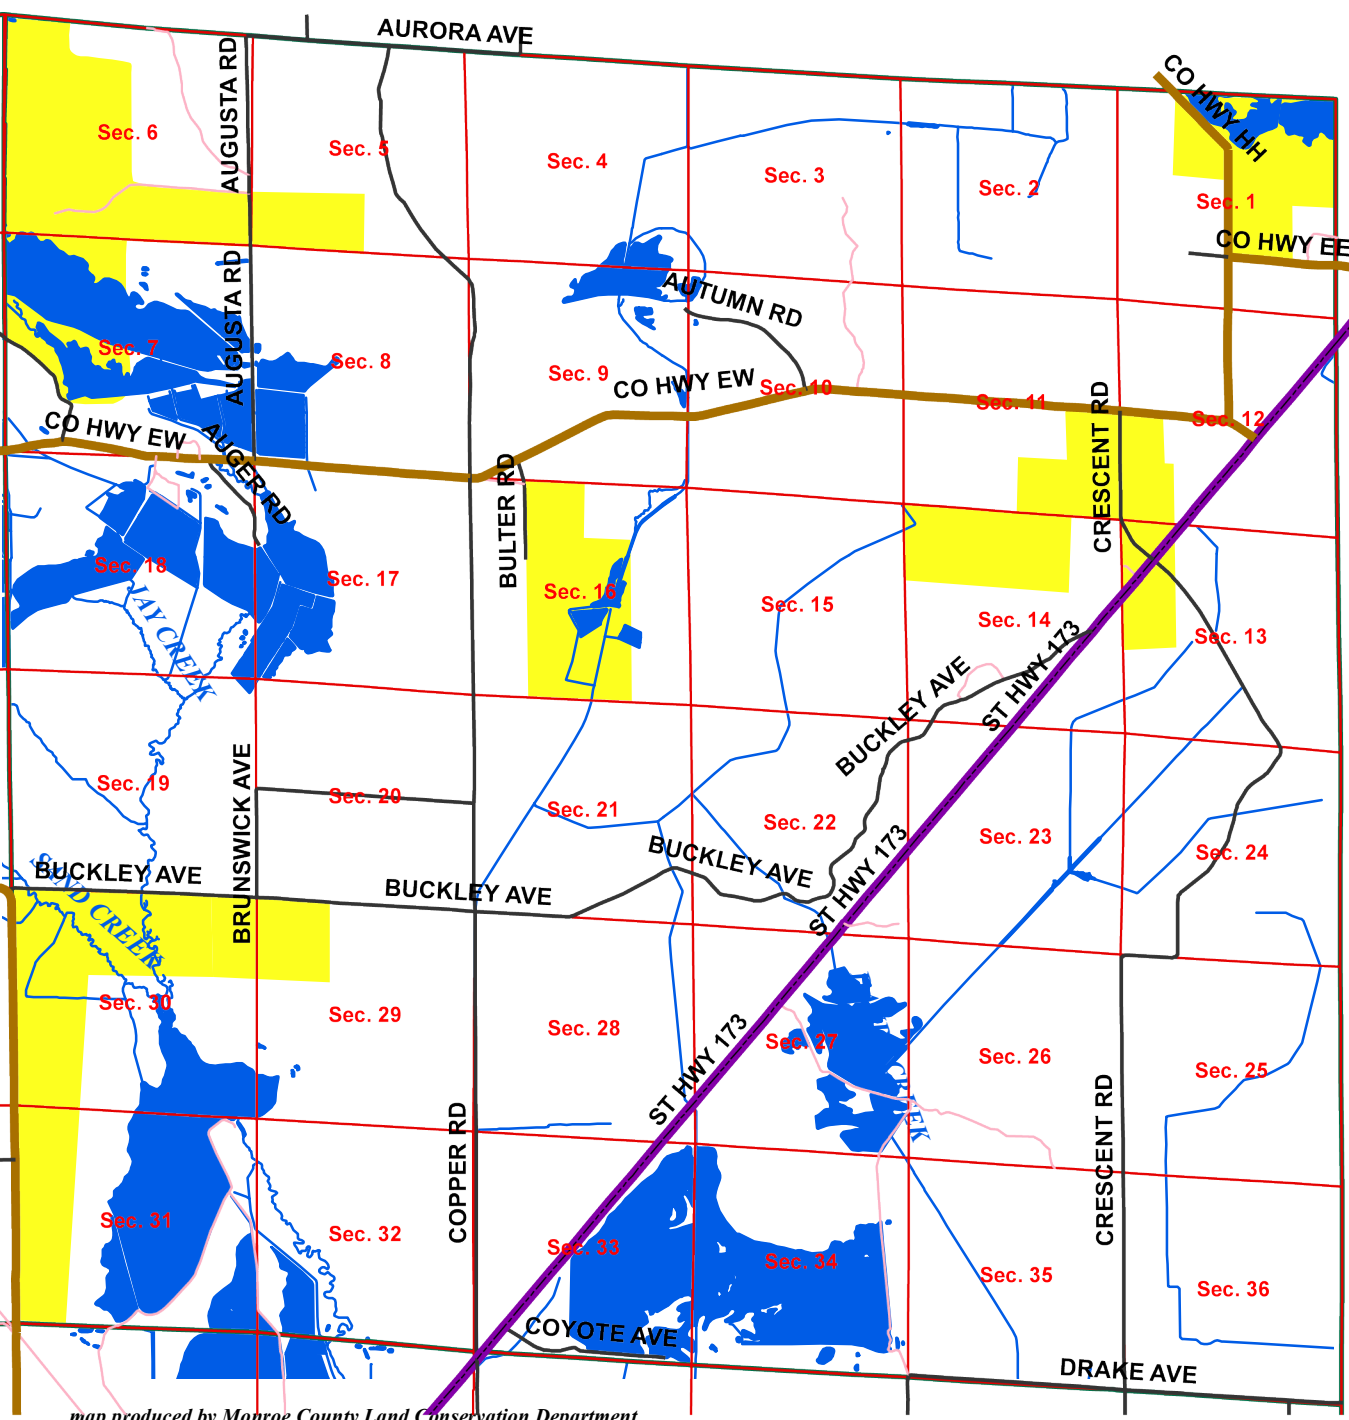 AURORA AVE
CO HWY HH
AUGUSTA RD
Sec. 6
Sec. 5
Sec. 4
Sec. 3
Sec. 2
Sec. 1
CO HWY EE
AUGUSTA RD
AUTUMN RD
Sec. 7
Sec. 8
Sec. 9
CO HWY EW
Sec. 10
Sec. 11
CRESCENT RD
Sec. 12
CO HWY EW
AUGER RD
BULTER RD
Sec. 18
Sec. 17
Sec. 16
Sec. 15
Sec. 14
Sec. 13
JAY CREEK
ST HWY 173
BUCKLEY AVE
Sec. 19
BRUNSWICK AVE
Sec. 20
Sec. 21
Sec. 22
Sec. 23
Sec. 24
BUCKLEY AVE
BUCKLEY AVE
BUCKLEY AVE
ST HWY 173
SAND CREEK
Sec. 30
Sec. 29
Sec. 28
Sec. 27
Sec. 26
Sec. 25
ST HWY 173
CREEK
COPPER RD
CRESCENT RD
Sec. 31
Sec. 32
Sec. 33
Sec. 34
Sec. 35
Sec. 36
COYOTE AVE
DRAKE AVE
map produced by Monroe County Land Conservation Department